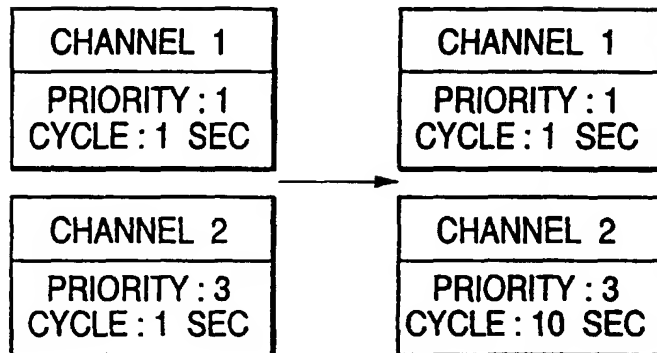 CHANNEL 1
PRIORITY : 1
CYCLE : 1 SEC
CHANNEL 2
PRIORITY : 3
CYCLE : 1 SEC
CHANNEL 1
PRIORITY : 1
CYCLE : 1 SEC
CHANNEL 2
PRIORITY : 3
CYCLE : 10 SEC